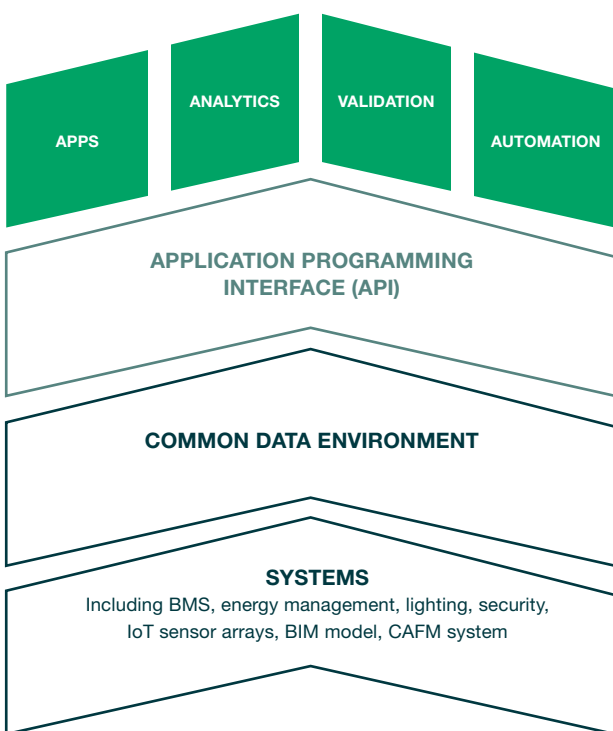 APPS
ANALYTICS
VALIDATION
AUTOMATION
APPLICATION PROGRAMMING
INTERFACE (API)
COMMON DATA ENVIRONMENT
SYSTEMS
Including BMS, energy management, lighting, security,
IoT sensor arrays, BIM model, CAFM system